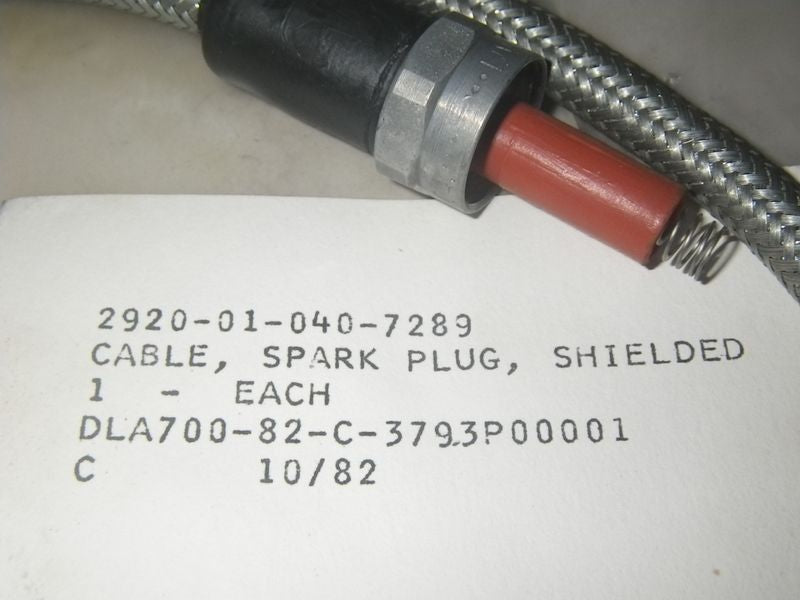 2920-01-040-7289
CABLE, SPARK PLUG, SHIELDED
1 - EACH
DLA700-82-C-3793P00001
C 10/82